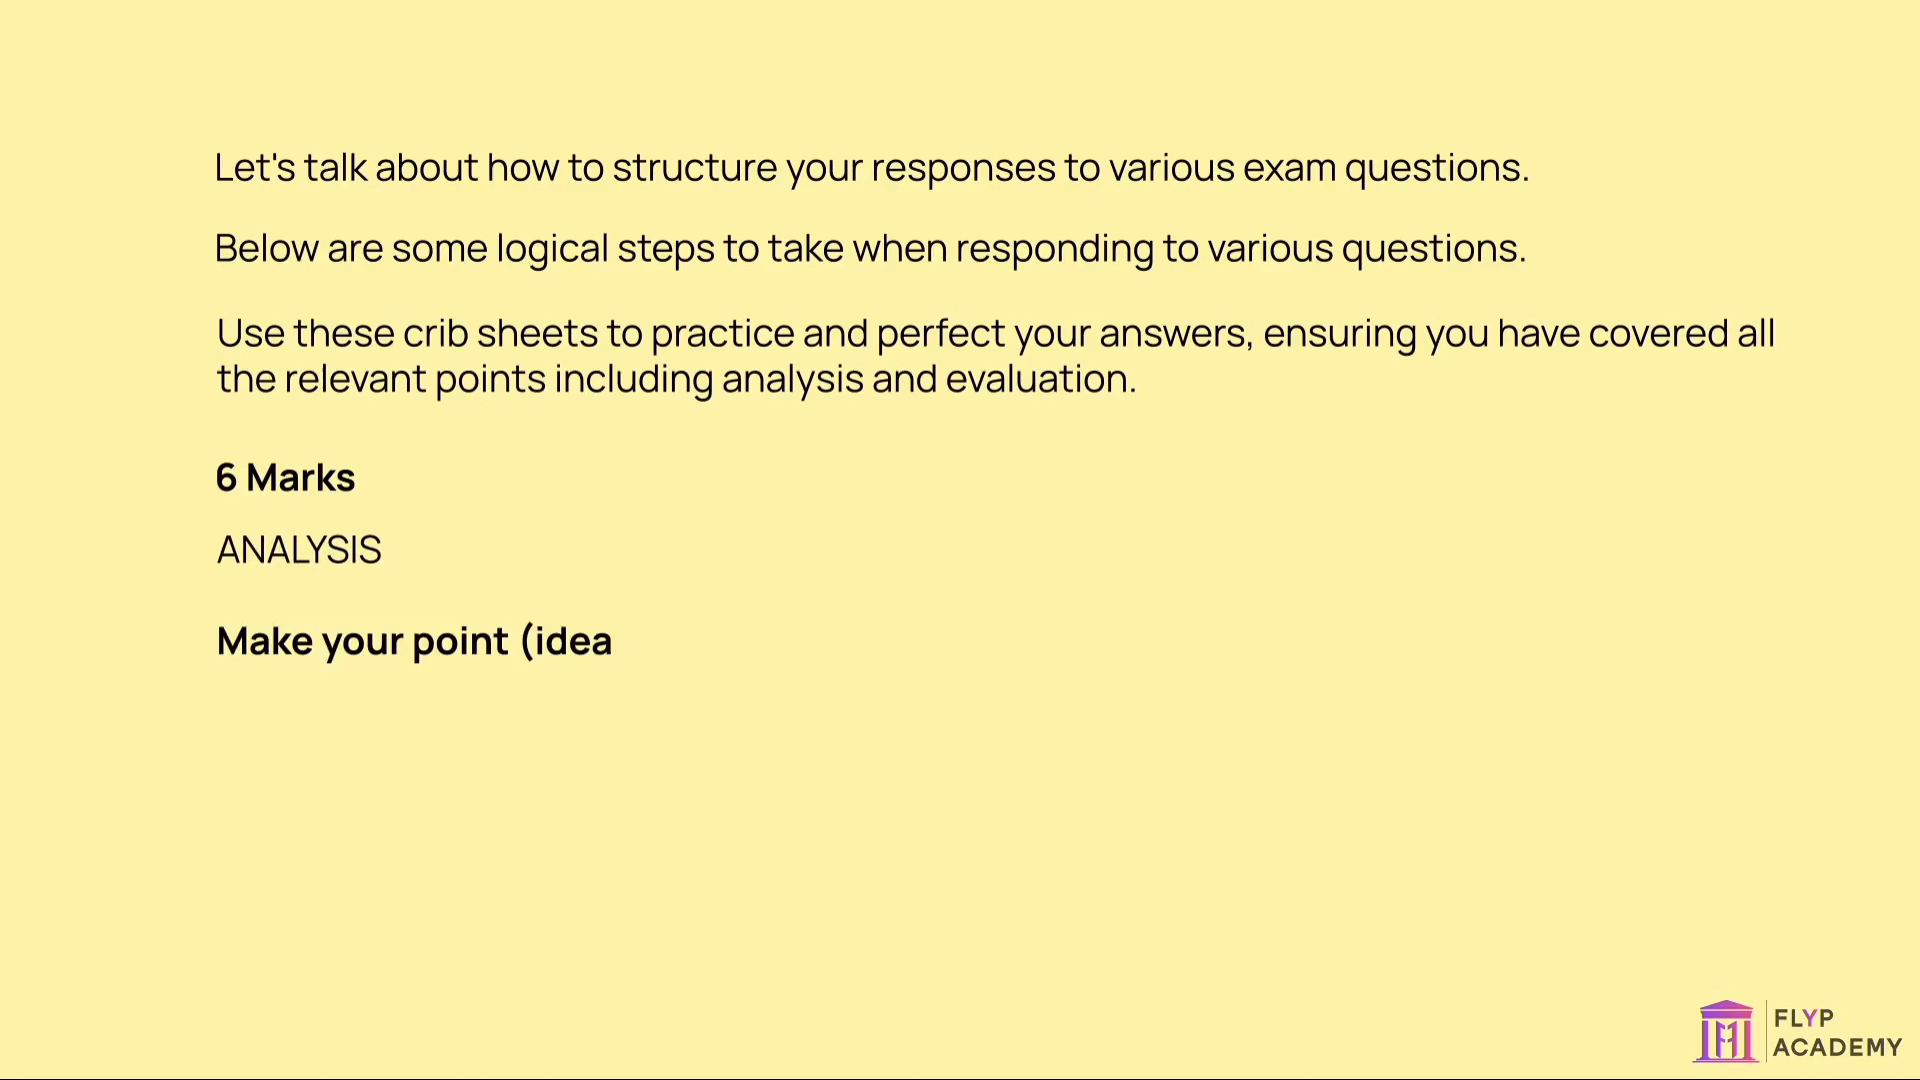 Let's talk about how to structure your responses to various exam questions.
Below are some logical steps to take when responding to various questions.
Use these crib sheets to practice and perfect your answers, ensuring you have covered all
the relevant points including analysis and evaluation.
6 Marks
ANALYSIS
Make your point (idea
FLYP
ACADEMY